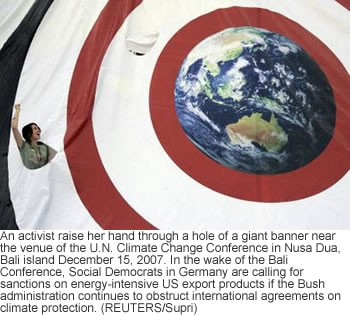 An activist raise her hand through a hole of a giant banner near
the venue of the U.N. Climate Change Conference in Nusa Dua,
Bali island December 15, 2007. In the wake of the Bali
Conference, Social Democrats in Germany are calling for
sanctions on energy-intensive US export products if the Bush
administration continues to obstruct international agreements on
climate protection. (REUTERS/Supri)